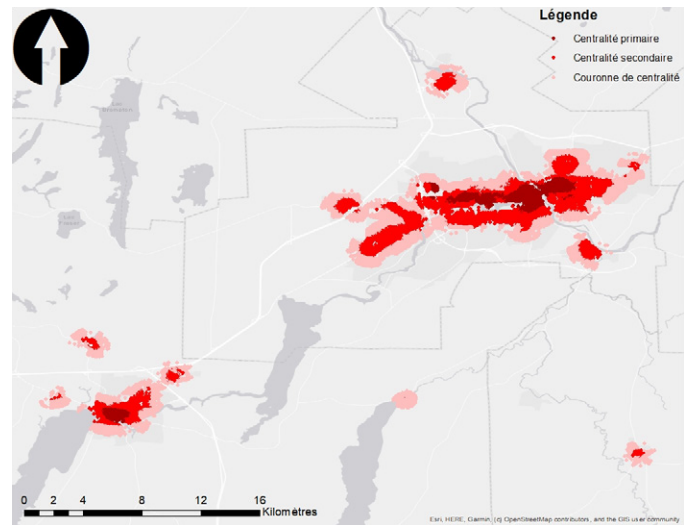 Légende
Centralité primaire
Centralité secondaire
Couronne de centralité
0 2 4 8 12 16
Kilomètres
Esri, HERE, Garmin, (c) OpenStreetMap contributors, and the GIS user community